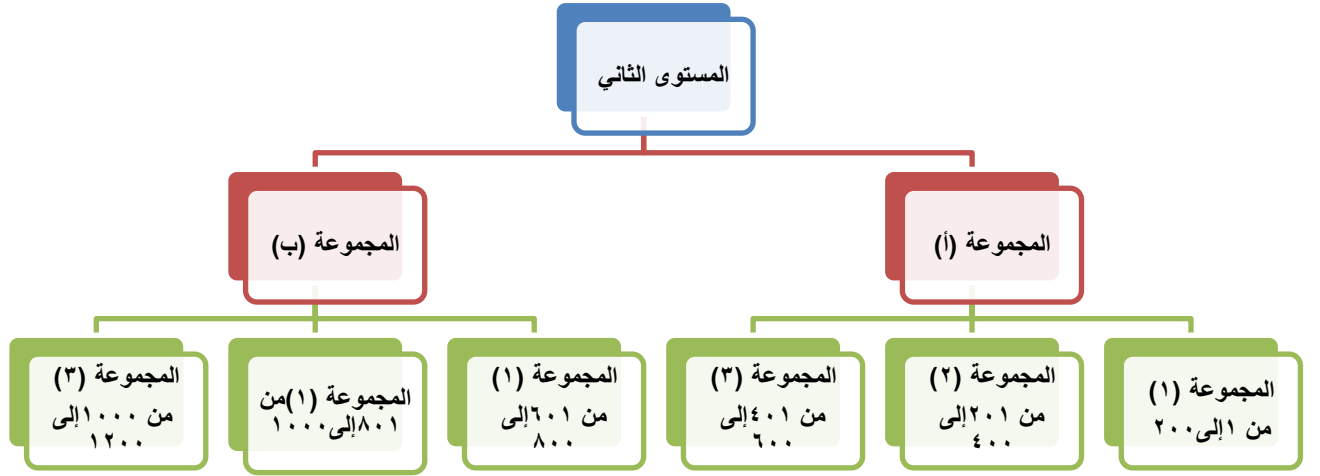 المستوى الثاني
المجموعة (أ)
المجموعة (ب)
المجموعة (١)
من ١إلى٢٠٠
المجموعة (٢)
من ٢٠١إلى
٤٠٠
المجموعة (٣)
من ٤٠١إلى
٦٠٠
المجموعة (١)
من ٦٠١إلى
٨٠٠
المجموعة (١)من
٨٠١إلى١٠٠٠
المجموعة (٣)
من ١٠٠٠إلى
١٢٠٠